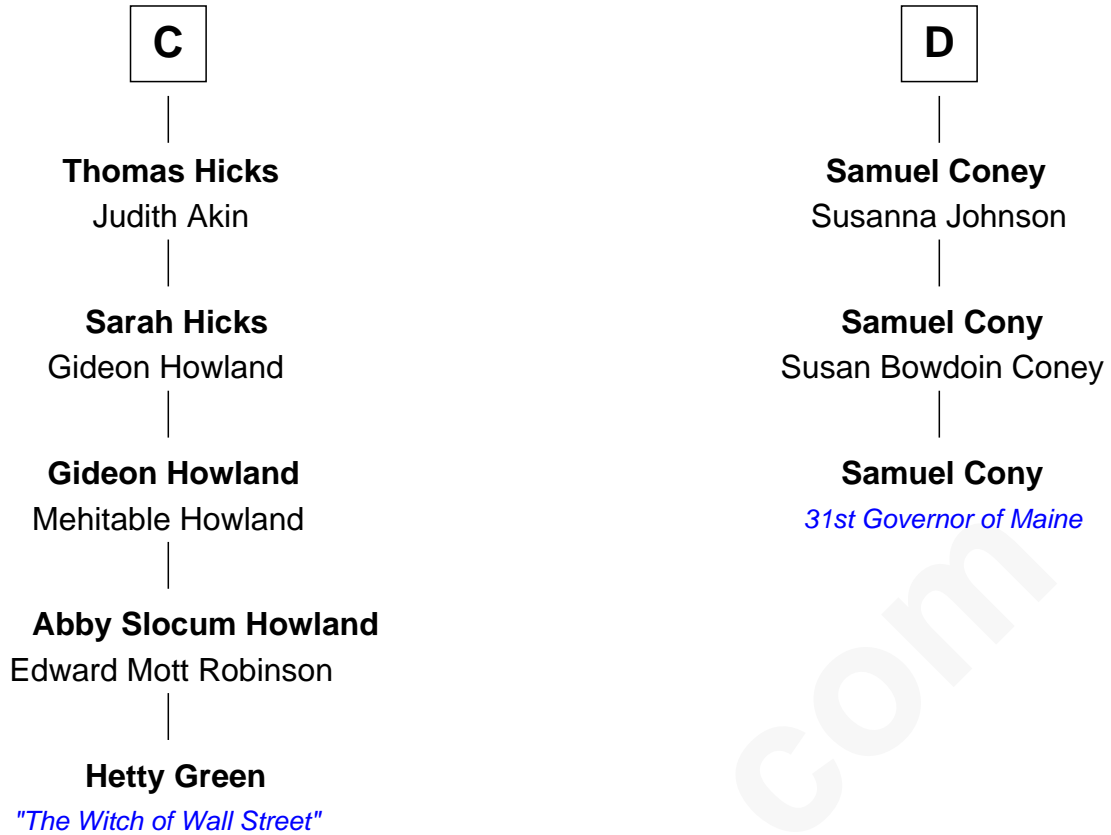 C
Thomas Hicks
Judith Akin
Sarah Hicks
Gideon Howland
Gideon Howland
Mehitable Howland
Abby Slocum Howland
Edward Mott Robinson
Hetty Green
"The Witch of Wall Street"
D
Samuel Coney
Susanna Johnson
Samuel Cony
Susan Bowdoin Coney
Samuel Cony
31st Governor of Maine
com